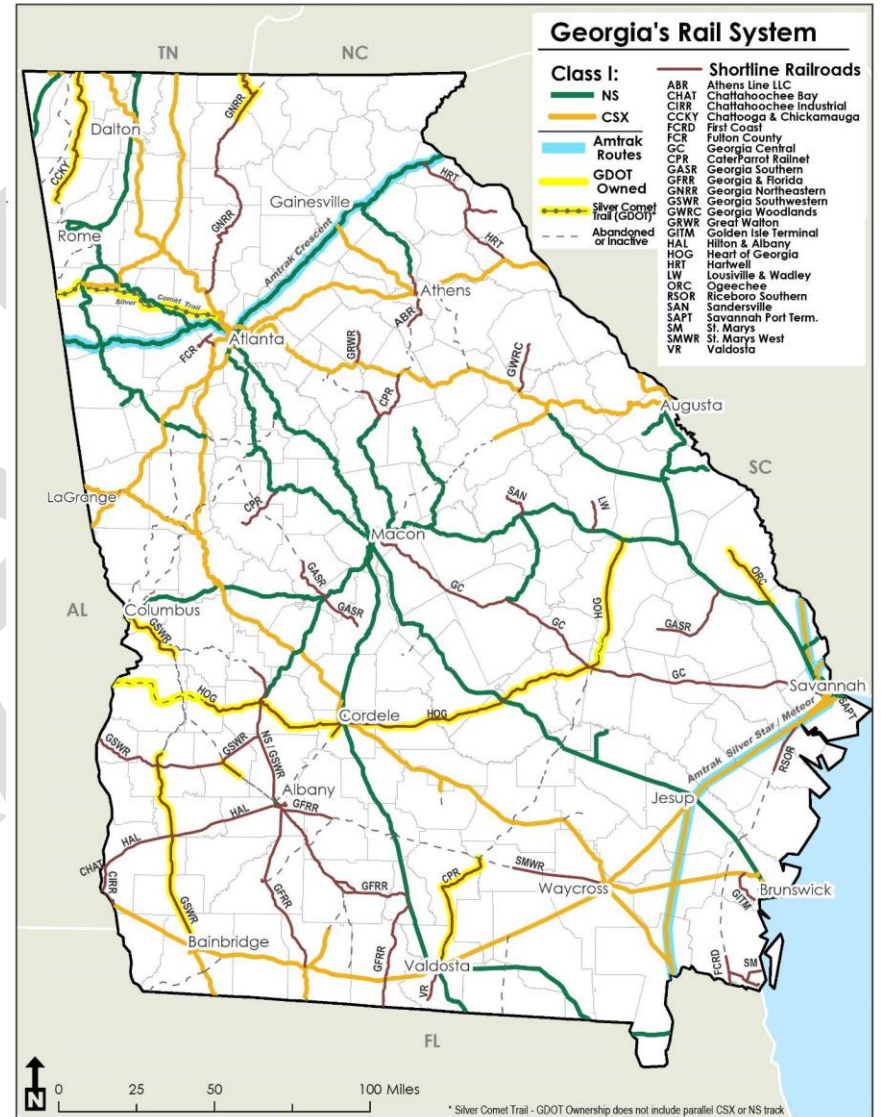 Georgia's Rail System
Class I:
NS
CSX
Amtrak
Routes
GDOT
Owned
Silver Comet
Trail (GDOT)*
Abandoned
or Inactive
Shortline Railroads
ABR Athens Line LLC
CHAT Chattahoochee Bay
CIRR Chattahoochee Industrial
CCKY Chattooga & Chickamauga
FCRD First Coast
FCR Fulton County
GC Georgia Central
CPR CaterParrot Railnet
GASR Georgia Southern
GFRR Georgia & Florida
GNRR Georgia Northeastern
GSWR Georgia Southwestern
GWRC Georgia Woodlands
GRWR Great Walton
GITM Golden Isle Terminal
HAL Hilton & Albany
HOG Heart of Georgia
HRT Hartwell
LW Lousiville & Wadley
ORC Ogeechee
RSOR Riceboro Southern
SAN Sandersville
SAPT Savannah Port Term.
SM St. Marys
SMWR St. Marys West
VR Valdosta
TN
NC
Dalton
GNRR
CCKY
GNRR
Gainesville
HRT
HRT
Rome
Amtrak Crescent
Silver Comet Trail
Athens
ABR
Atlanta
FCR
GRWR
GWRC
CPR
Augusta
SC
LaGrange
CPR
SAN
LW
Macon
GC
HOG
ORC
GASR
GASR
GC
GASR
AL
Columbus
GSWR
GC
Savannah
SAPT
HOG
Cordele
HOG
Amtrak Silver Star / Meteor
RSOR
GSWR
GSWR
NS / GSWR
Albany
GFRR
Jesup
HAL
HAL
CHAT
CIRR
GSWR
GFRR
GFRR
CPR
SMWR
Waycross
Brunswick
GITM
Bainbridge
GFRR
Valdosta
VR
FCRD
SM
FL
N
0 25 50 100 Miles
* Silver Comet Trail - GDOT Ownership does not include parallel CSX or NS track